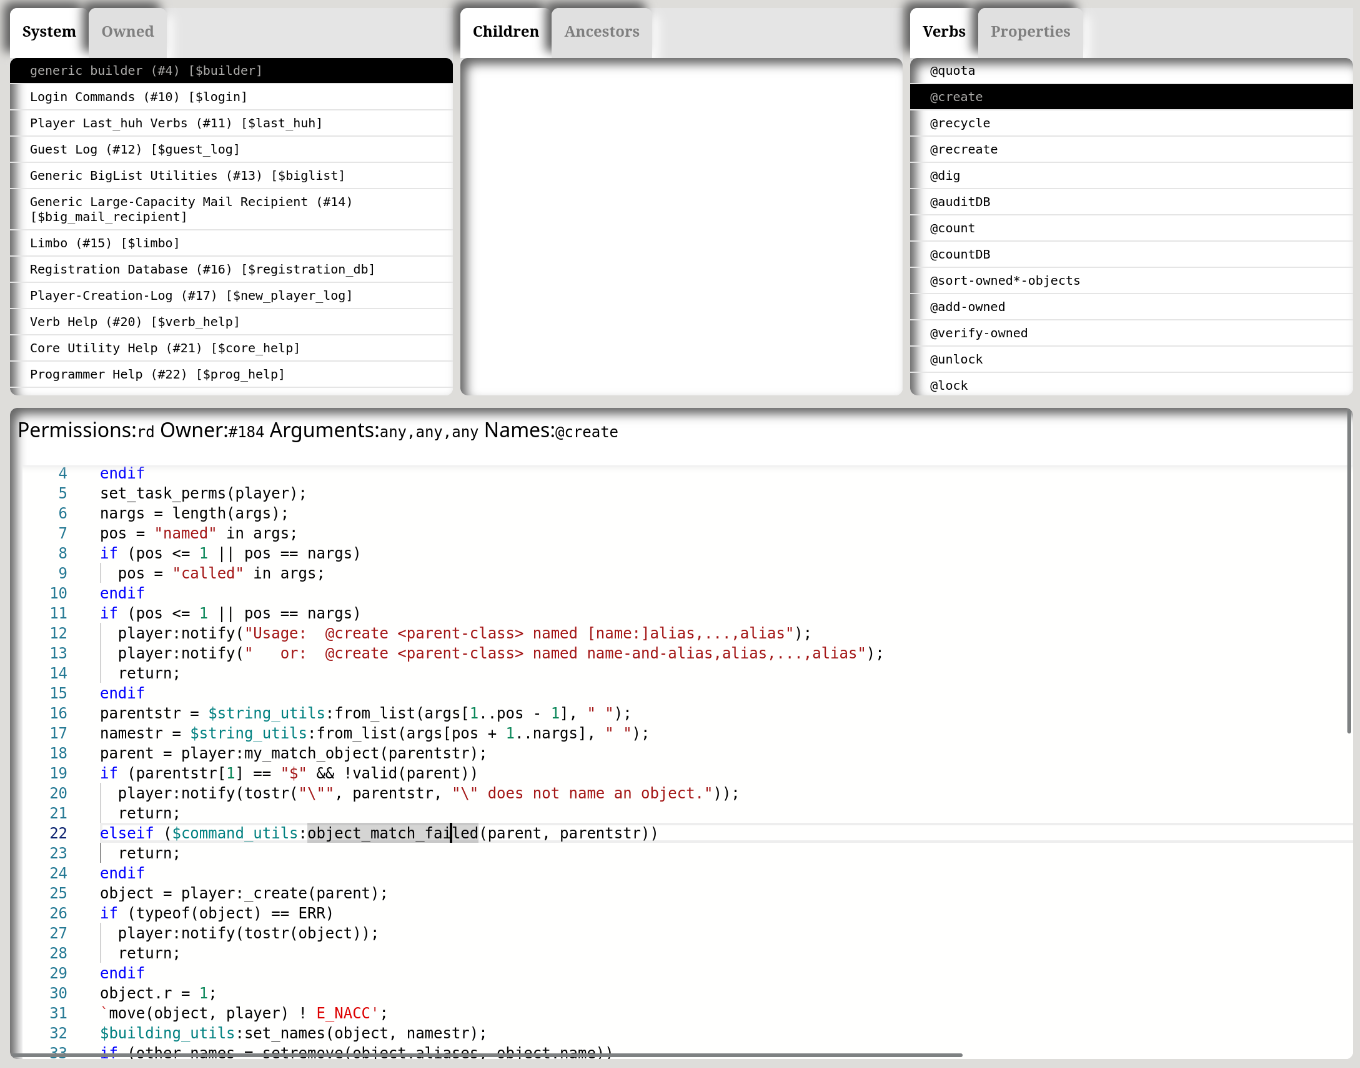 System Owned
Children Ancestors
Verbs Properties
generic builder (#4) [$builder]
Login Commands (#10) [$login]
Player Last_huh Verbs (#11) [$last_huh]
Guest Log (#12) [$guest_log]
Generic BigList Utilities (#13) [$biglist]
Generic Large-Capacity Mail Recipient (#14)
[$big_mail_recipient]
Limbo (#15) [$limbo]
Registration Database (#16) [$registration_db]
Player-Creation-Log (#17) [$new_player_log]
Verb Help (#20) [$verb_help]
Core Utility Help (#21) [$core_help]
Programmer Help (#22) [$prog_help]
@quota
@create
@recycle
@recreate
@dig
@auditDB
@count
@countDB
@sort-owned*-objects
@add-owned
@verify-owned
@unlock
@lock
Permissions:rd Owner:#184 Arguments:any,any,any Names:@create
4 endif
5 set_task_perms(player);
6 nargs = length(args);
7 pos = "named" in args;
8 if (pos <= 1 || pos == nargs)
9 pos = "called" in args;
10 endif
11 if (pos <= 1 || pos == nargs)
12 player:notify("Usage:  @create <parent-class> named [name:]alias,...,alias");
13 player:notify("   or:  @create <parent-class> named name-and-alias,alias,...,alias");
14 return;
15 endif
16 parentstr = $string_utils:from_list(args[1..pos - 1], " ");
17 namestr = $string_utils:from_list(args[pos + 1..nargs], " ");
18 parent = player:my_match_object(parentstr);
19 if (parentstr[1] == "$" && !valid(parent))
20 player:notify(tostr("\"", parentstr, "\" does not name an object."));
21 return;
22 elseif ($command_utils:object_match_failed(parent, parentstr))
23 return;
24 endif
25 object = player:_create(parent);
26 if (typeof(object) == ERR)
27 player:notify(tostr(object));
28 return;
29 endif
30 object.r = 1;
31 `move(object, player) ! E_NACC';
32 $building_utils:set_names(object, namestr);
33 if (other_names = setremove(object.aliases, object.name))